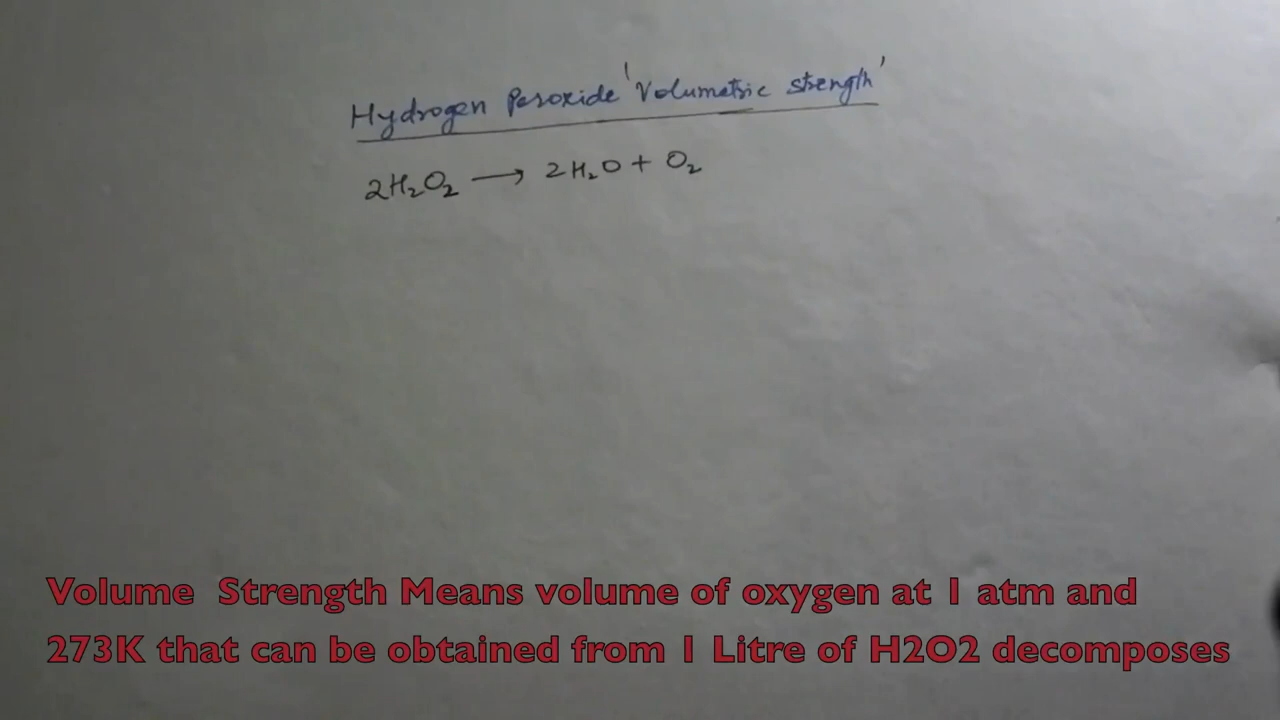 Hydrogen Peroxide 'Volumetric strength'
2H₂O₂ ⟶ 2H₂O + O₂
Volume Strength Means volume of oxygen at 1 atm and
273K that can be obtained from 1 Litre of H2O2 decomposes